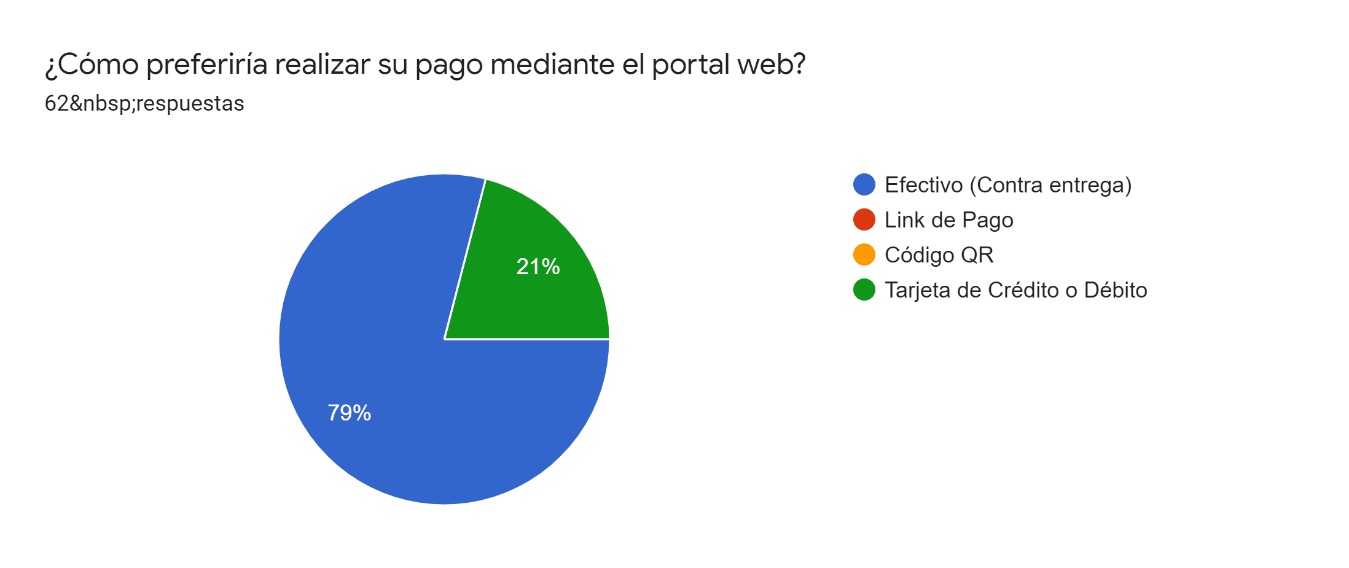 ¿Cómo preferiría realizar su pago mediante el portal web?
62&nbsp;respuestas
Efectivo (Contra entrega)
Link de Pago
Código QR
Tarjeta de Crédito o Débito
21%
79%